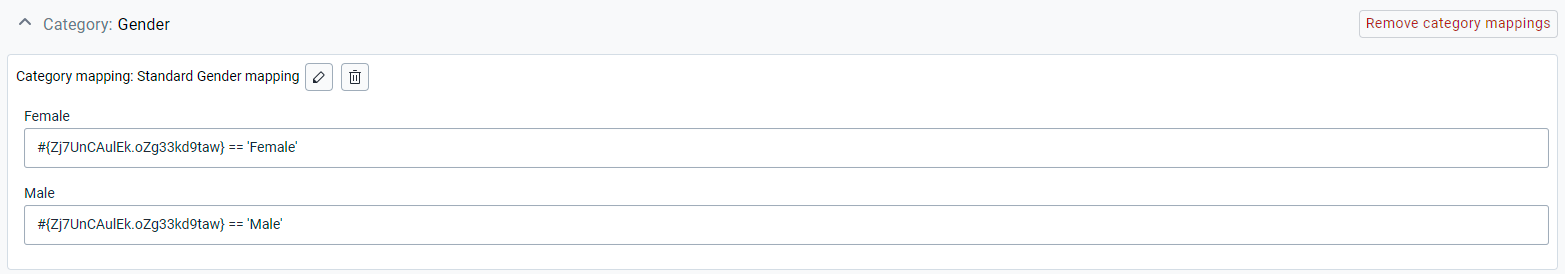 Category: Gender
Remove category mappings
Category mapping: Standard Gender mapping
Female
#{Zj7UnCAulEk.oZg33kd9taw} == 'Female'
Male
#{Zj7UnCAulEk.oZg33kd9taw} == 'Male'